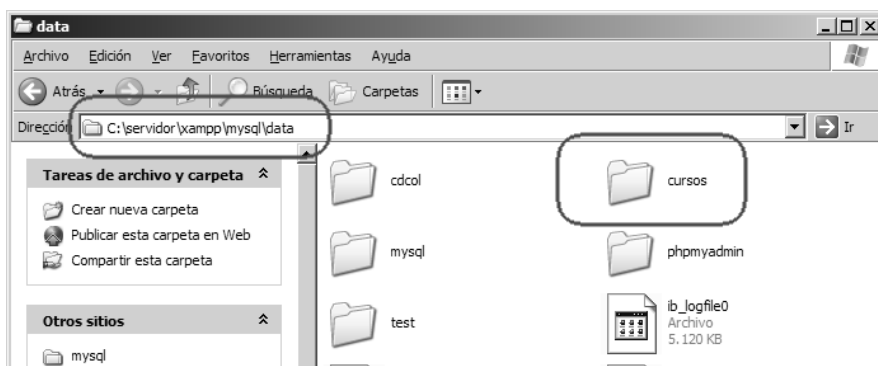 data
Archivo Edición Ver Favoritos Herramientas Ayuda
Atrás Búsqueda Carpetas
Dirección C:\servidor\xampp\mysql\data Ir
Tareas de archivo y carpeta
Crear nueva carpeta
Publicar esta carpeta en Web
Compartir esta carpeta
Otros sitios
mysql
cdcol
cursos
mysql
phpmyadmin
test
ib_logfile0
Archivo
5.120 KB